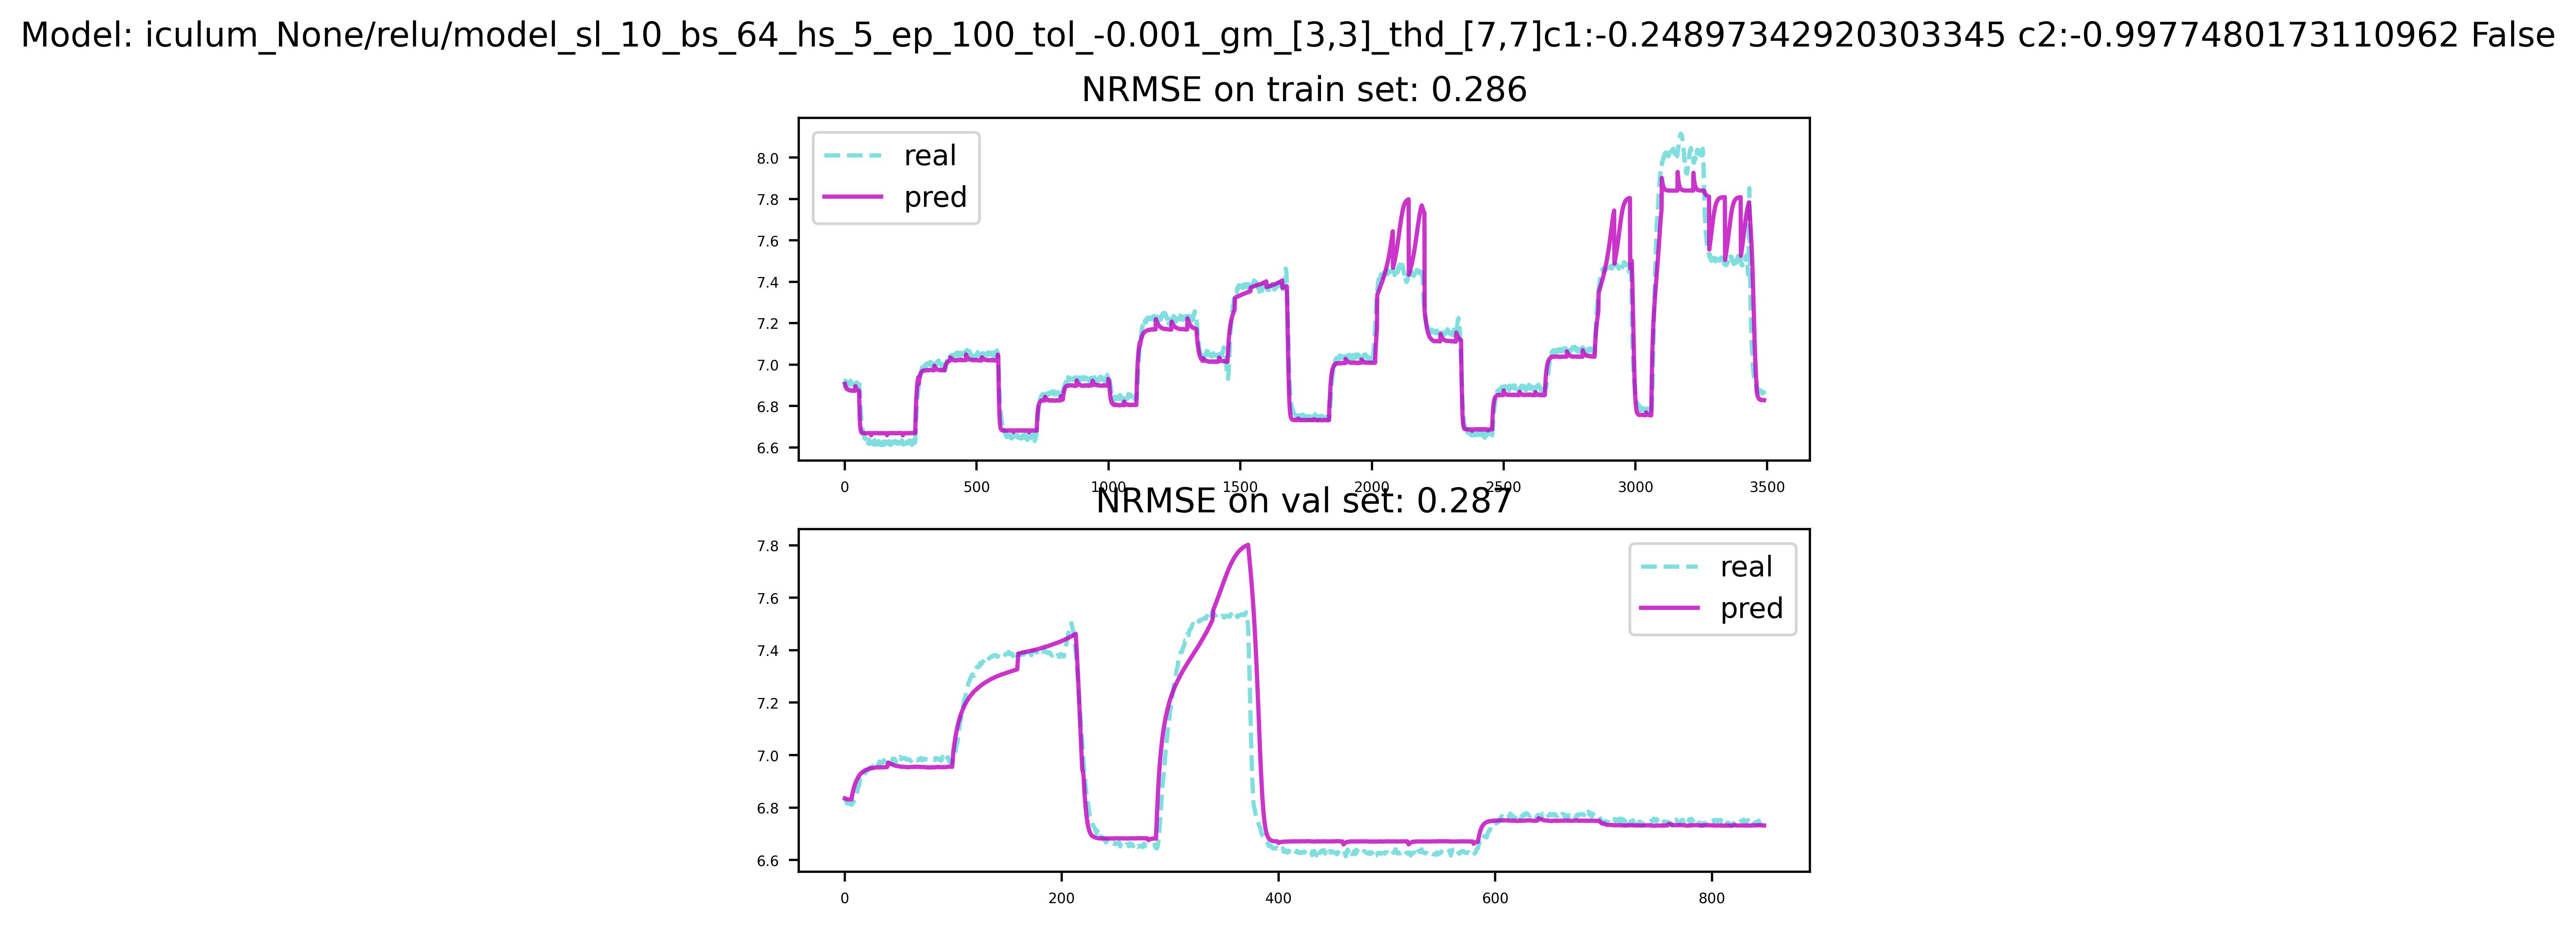 Model: iculum_None/relu/model_sl_10_bs_64_hs_5_ep_100_tol_-0.001_gm_[3,3]_thd_[7,7]c1:-0.24897342920303345 c2:-0.9977480173110962 False
NRMSE on train set: 0.286
real
pred
8.0
7.8
7.6
7.4
7.2
7.0
6.8
6.6
0 500 1000 1500 2000 2500 3000 3500
NRMSE on val set: 0.287
real
pred
7.8
7.6
7.4
7.2
7.0
6.8
6.6
0 200 400 600 800